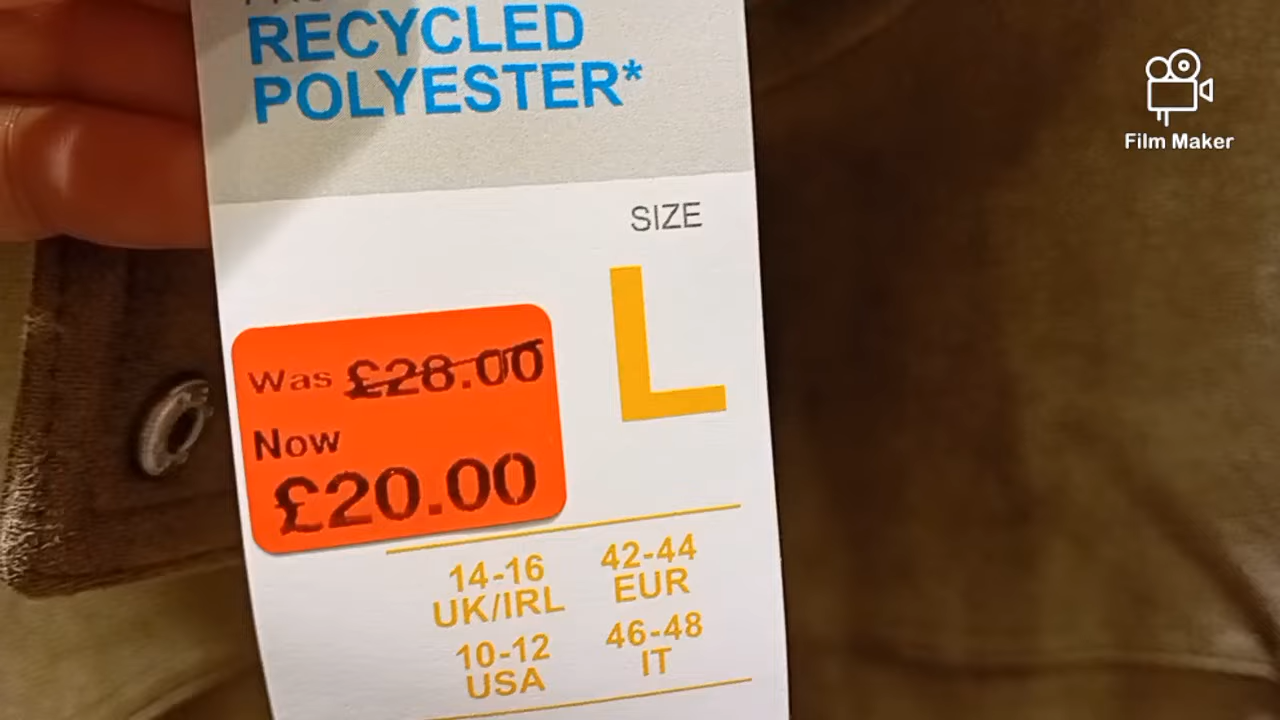 RECYCLED
POLYESTER*
SIZE
L
Was £28.00
Now
£20.00
14-16
UK/IRL
42-44
EUR
10-12
USA
46-48
IT
Film Maker